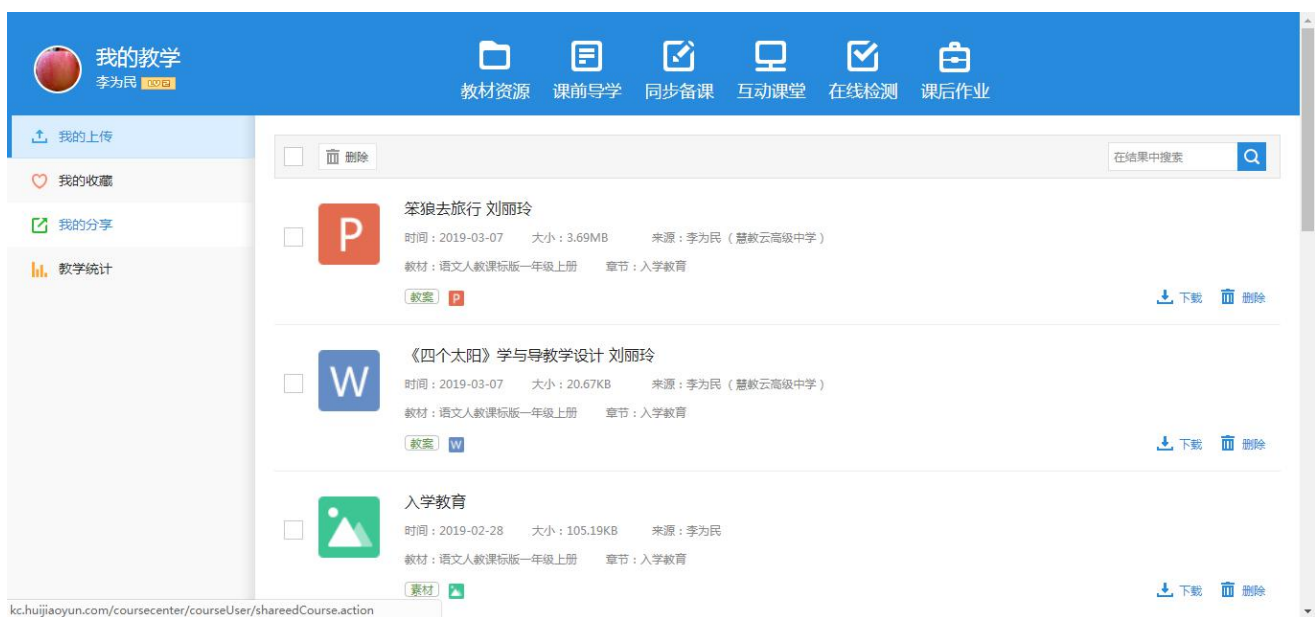 我的教学
李为民
教材资源 课前导学 同步备课 互动课堂 在线检测 课后作业
我的上传
我的收藏
我的分享
教学统计
删除 在结果中搜索
P
笨狼去旅行 刘丽玲
时间：2019-03-07 大小：3.69MB 来源：李为民（慧教云高级中学）
教材：语文人教课标版一年级上册 章节：入学教育
教案 P
下载 删除
W
《四个太阳》学与导教学设计 刘丽玲
时间：2019-03-07 大小：20.67KB 来源：李为民（慧教云高级中学）
教材：语文人教课标版一年级上册 章节：入学教育
教案 W
下载 删除
入学教育
时间：2019-02-28 大小：105.19KB 来源：李为民
教材：语文人教课标版一年级上册 章节：入学教育
素材
下载 删除
kc.huijiaoyun.com/coursecenter/courseUser/shareedCourse.action